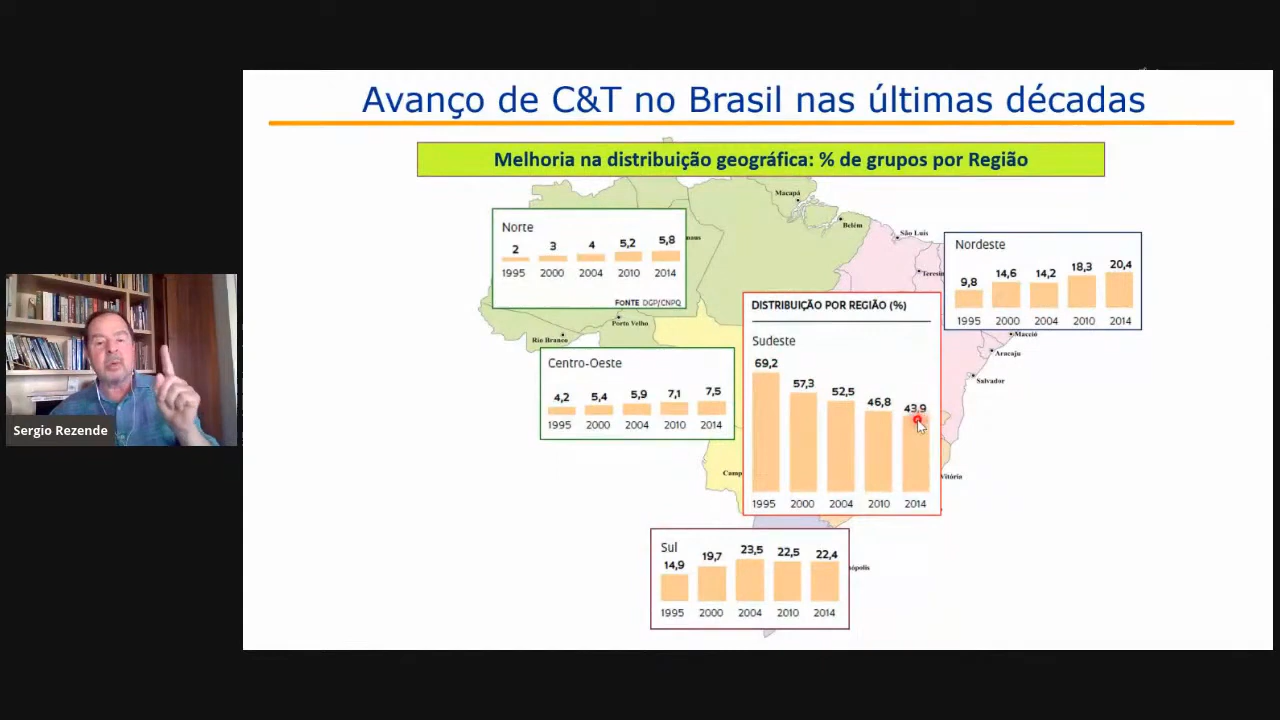 Avanço de C&T no Brasil nas últimas décadas
Melhoria na distribuição geográfica: % de grupos por Região
Macapá
Belém
São Luis
Norte
2 3 4 5,2 5,8
1995 2000 2004 2010 2014
FONTE DGP/CNPQ
Nordeste
9,8 14,6 14,2 18,3 20,4
1995 2000 2004 2010 2014
Porto Velho
Rio Branco
Maceió
Aracaju
Salvador
Centro-Oeste
4,2 5,4 5,9 7,1 7,5
1995 2000 2004 2010 2014
DISTRIBUIÇÃO POR REGIÃO (%)
Sudeste
69,2 57,3 52,5 46,8 43,9
1995 2000 2004 2010 2014
Sergio Rezende
Vitória
Sul
14,9 19,7 23,5 22,5 22,4
1995 2000 2004 2010 2014